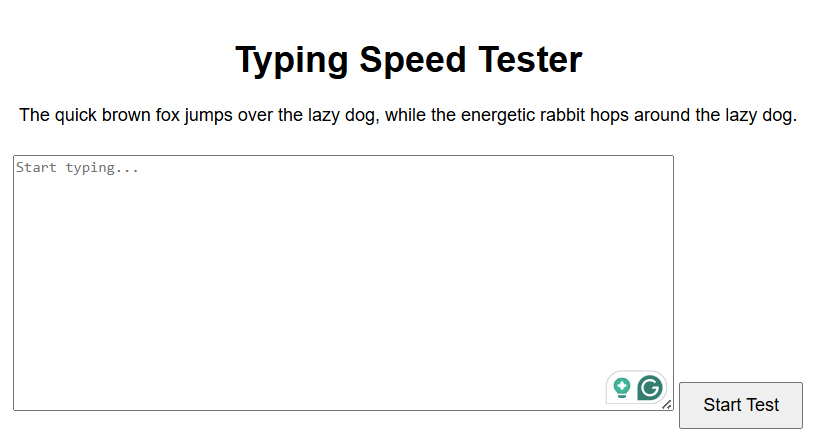 Typing Speed Tester
The quick brown fox jumps over the lazy dog, while the energetic rabbit hops around the lazy dog.
Start typing...
Start Test